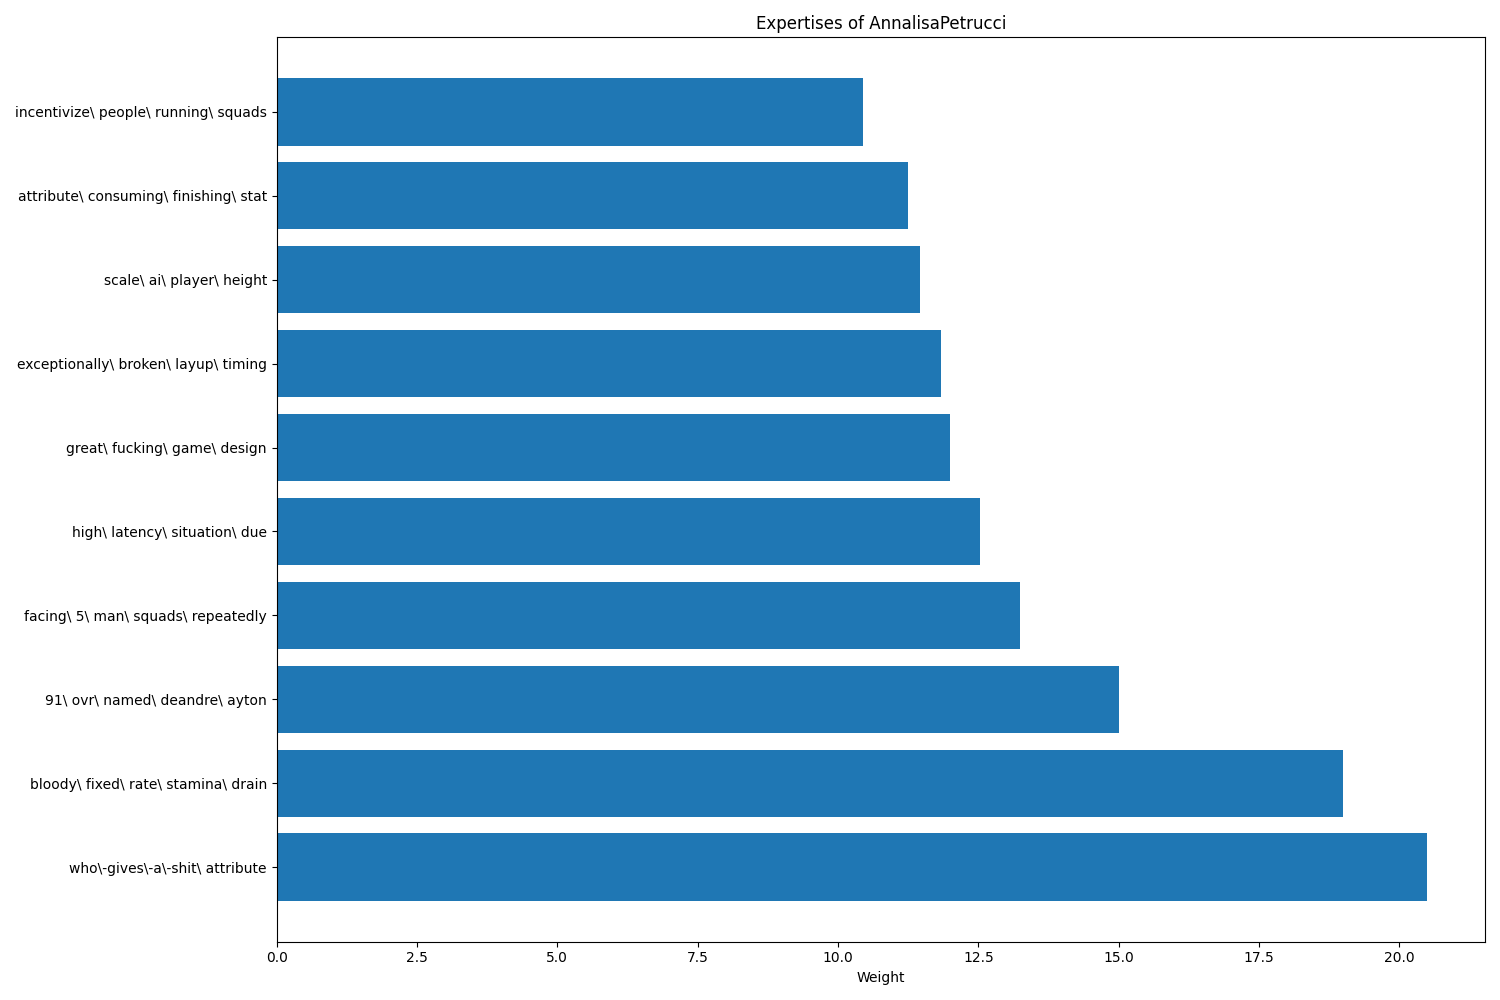 Expertises of AnnalisaPetrucci
incentivize\ people\ running\ squads
attribute\ consuming\ finishing\ stat
scale\ ai\ player\ height
exceptionally\ broken\ layup\ timing
great\ fucking\ game\ design
high\ latency\ situation\ due
facing\ 5\ man\ squads\ repeatedly
91\ ovr\ named\ deandre\ ayton
bloody\ fixed\ rate\ stamina\ drain
who\-gives\-a\-shit\ attribute
0.0 2.5 5.0 7.5 10.0 12.5 15.0 17.5 20.0
Weight